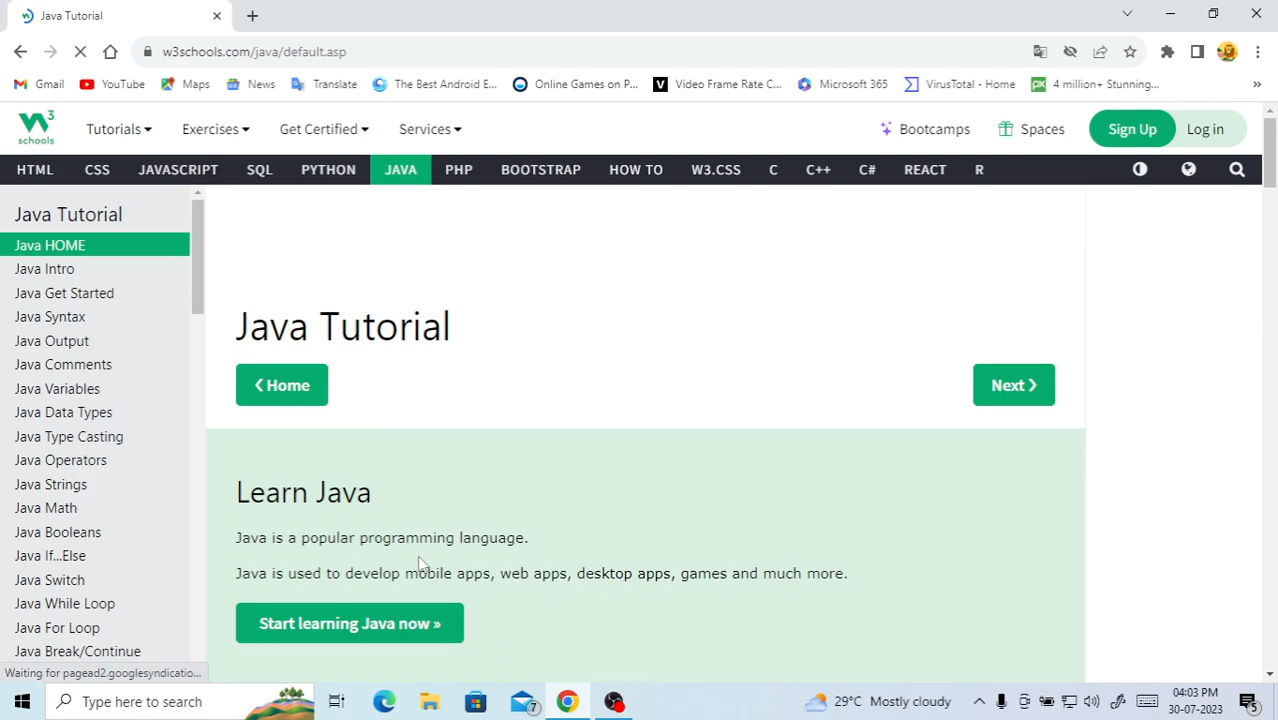 Java Tutorial
w3schools.com/java/default.asp
Gmail YouTube Maps News Translate The Best Android E... Online Games on P... Video Frame Rate C... Microsoft 365 VirusTotal - Home 4 million+ Stunning... »
W3 schools
Tutorials Exercises Get Certified Services Bootcamps Spaces Sign Up Log in
HTML CSS JAVASCRIPT SQL PYTHON JAVA PHP BOOTSTRAP HOW TO W3.CSS C C++ C# REACT R
Java Tutorial
Java HOME
Java Intro
Java Get Started
Java Syntax
Java Output
Java Comments
Java Variables
Java Data Types
Java Type Casting
Java Operators
Java Strings
Java Math
Java Booleans
Java If...Else
Java Switch
Java While Loop
Java For Loop
Java Break/Continue
Java Tutorial
❮ Home Next ❯
Learn Java
Java is a popular programming language.
Java is used to develop mobile apps, web apps, desktop apps, games and much more.
Start learning Java now »
Waiting for pagead2.googlesyndicatio...
Type here to search 7 29°C Mostly cloudy 04:03 PM
30-07-2023 5